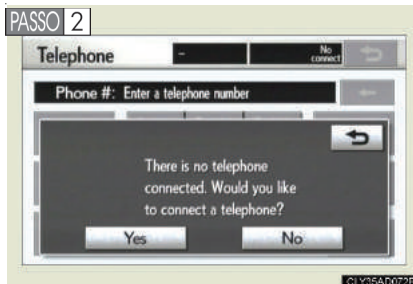 PASSO 2
Telephone - No connect
Phone #: Enter a telephone number
There is no telephone
connected. Would you like
to connect a telephone?
Yes No
CLY35AD072P